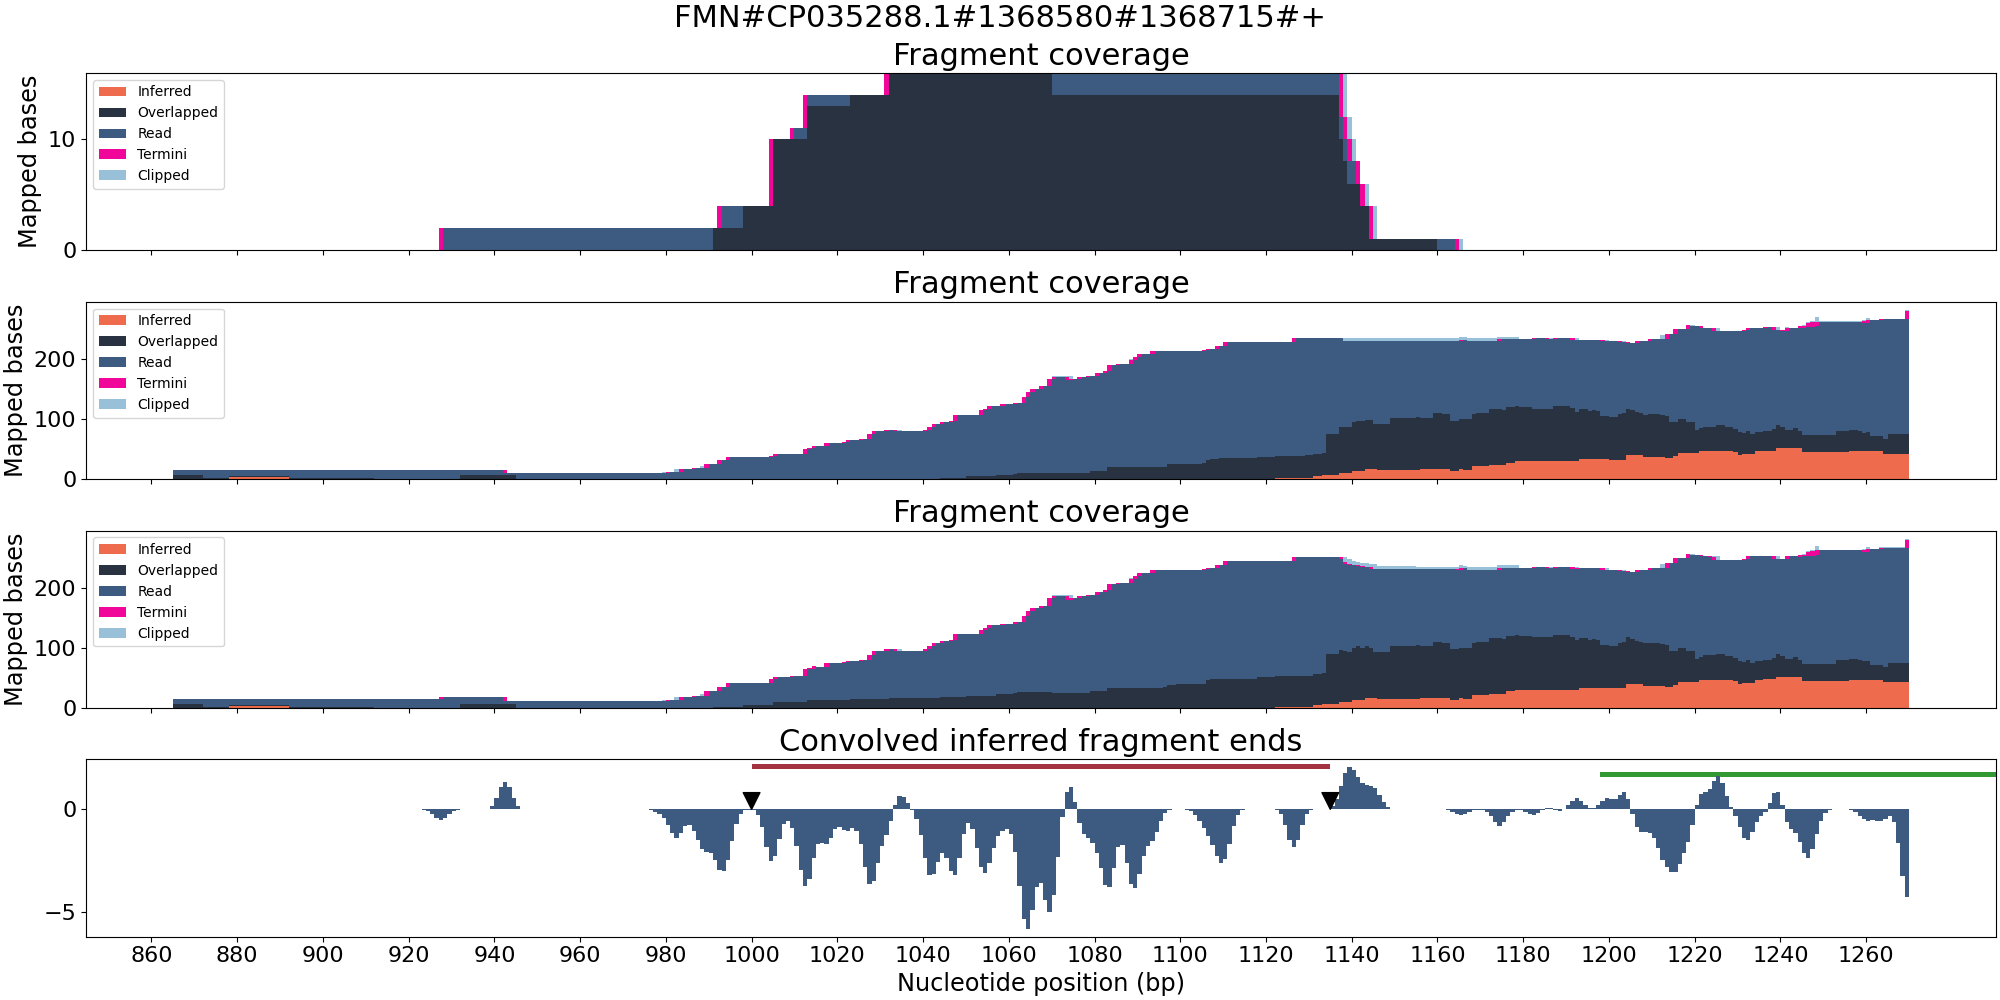 FMN#CP035288.1#1368580#1368715#+
Fragment coverage
Mapped bases
10
0
Inferred
Overlapped
Read
Termini
Clipped
Fragment coverage
Mapped bases
200
100
0
Inferred
Overlapped
Read
Termini
Clipped
Fragment coverage
Mapped bases
200
100
0
Inferred
Overlapped
Read
Termini
Clipped
Convolved inferred fragment ends
0
−5
860 880 900 920 940 960 980 1000 1020 1040 1060 1080 1100 1120 1140 1160 1180 1200 1220 1240 1260
Nucleotide position (bp)